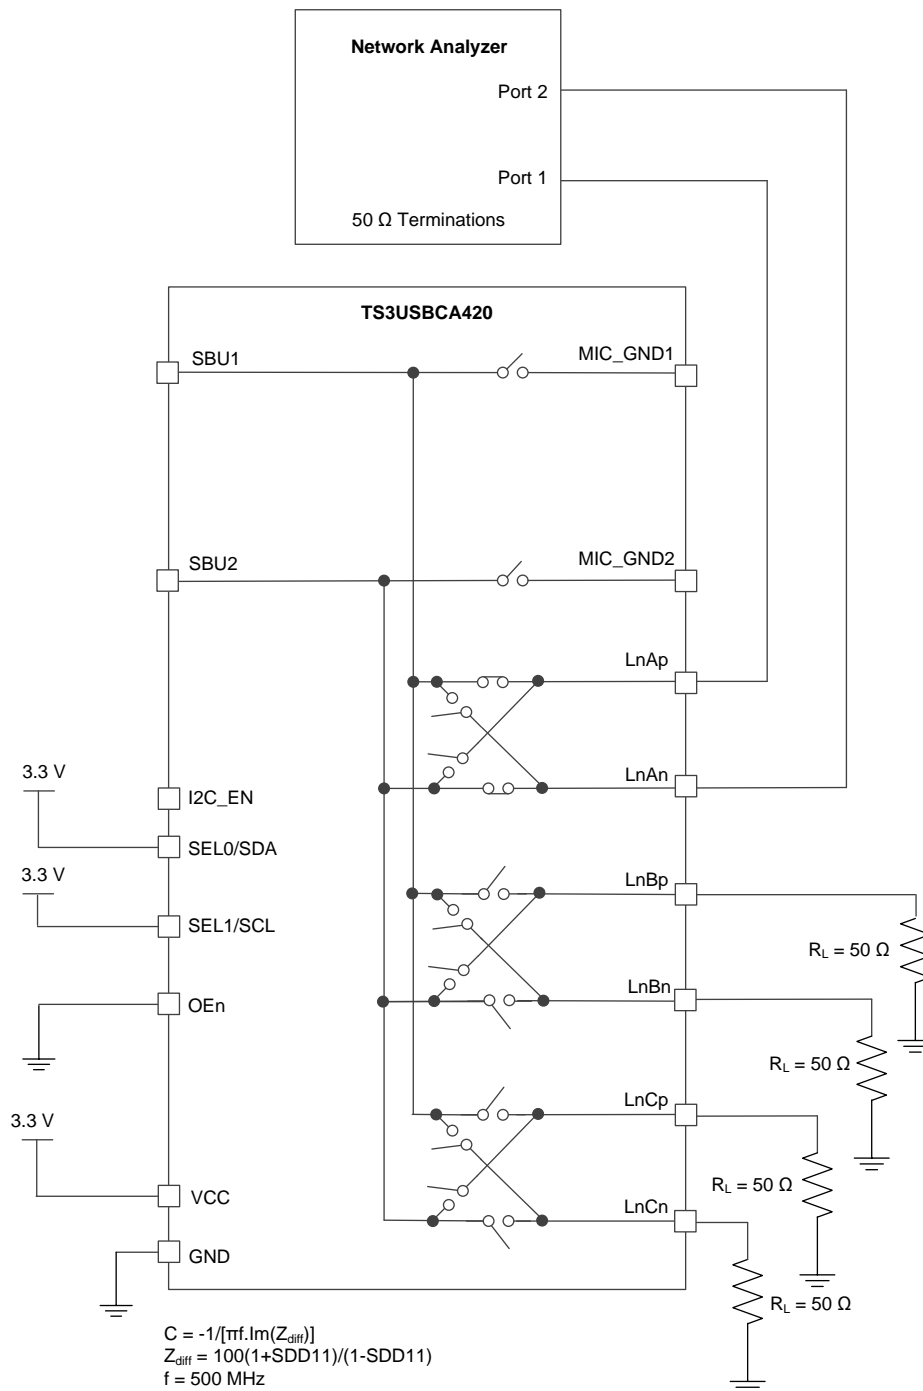 Network Analyzer
Port 2
Port 1
50 Ω Terminations
TS3USBCA420
SBU1
MIC_GND1
SBU2
MIC_GND2
LnAp
LnAn
3.3 V
I2C_EN
SEL0/SDA
3.3 V
LnBp
SEL1/SCL
R_L = 50 Ω
OEn
LnBn
R_L = 50 Ω
LnCp
3.3 V
R_L = 50 Ω
VCC
LnCn
GND
R_L = 50 Ω
C = -1/[πf.Im(Z_diff)]
Z_diff = 100(1+SDD11)/(1-SDD11)
f = 500 MHz